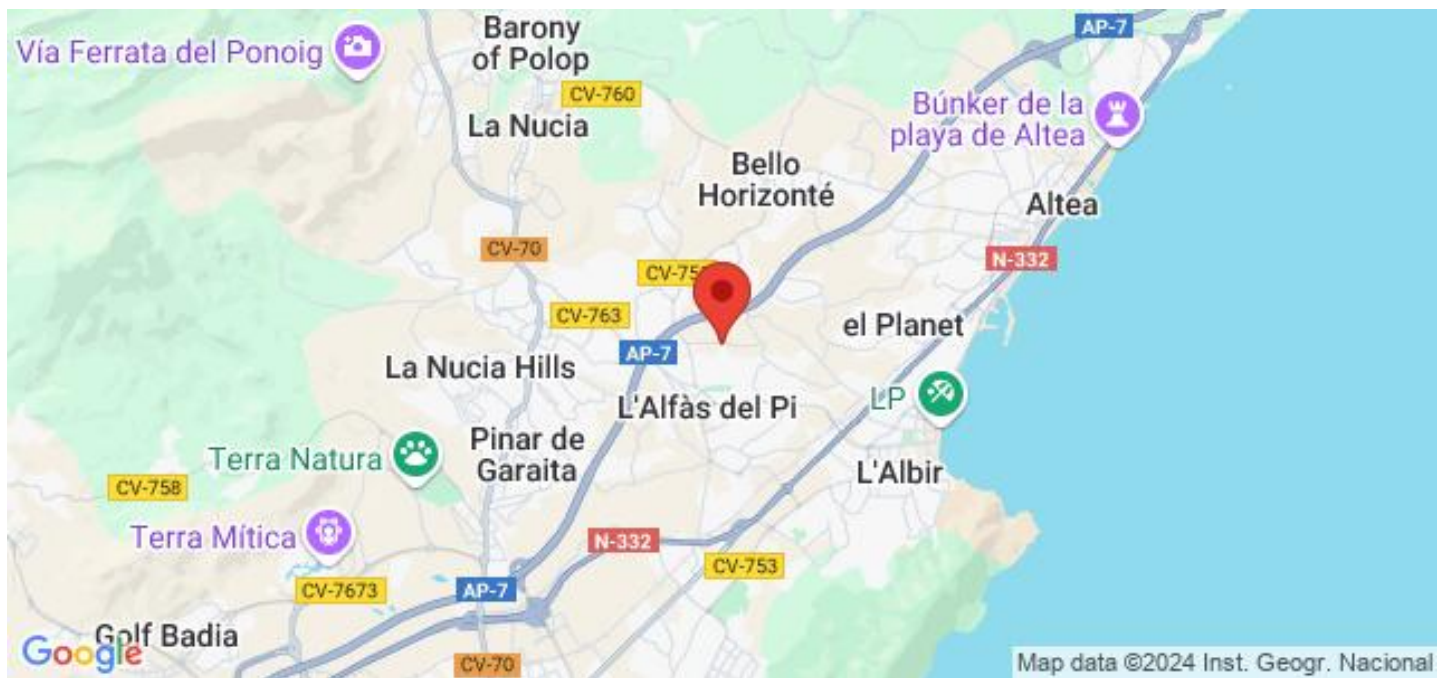 Barony
of Polop
AP-7
Vía Ferrata del Ponoig
CV-760
Búnker de la
playa de Altea
La Nucia
Bello
Horizonté
Altea
CV-70
N-332
CV-763
el Planet
AP-7
La Nucia Hills
LP
L'Alfàs del Pi
Pinar de
Garaita
Terra Natura
L'Albir
CV-758
Terra Mítica
N-332
CV-753
CV-7673
AP-7
Golf Badia
Google
CV-70
Map data ©2024 Inst. Geogr. Nacional